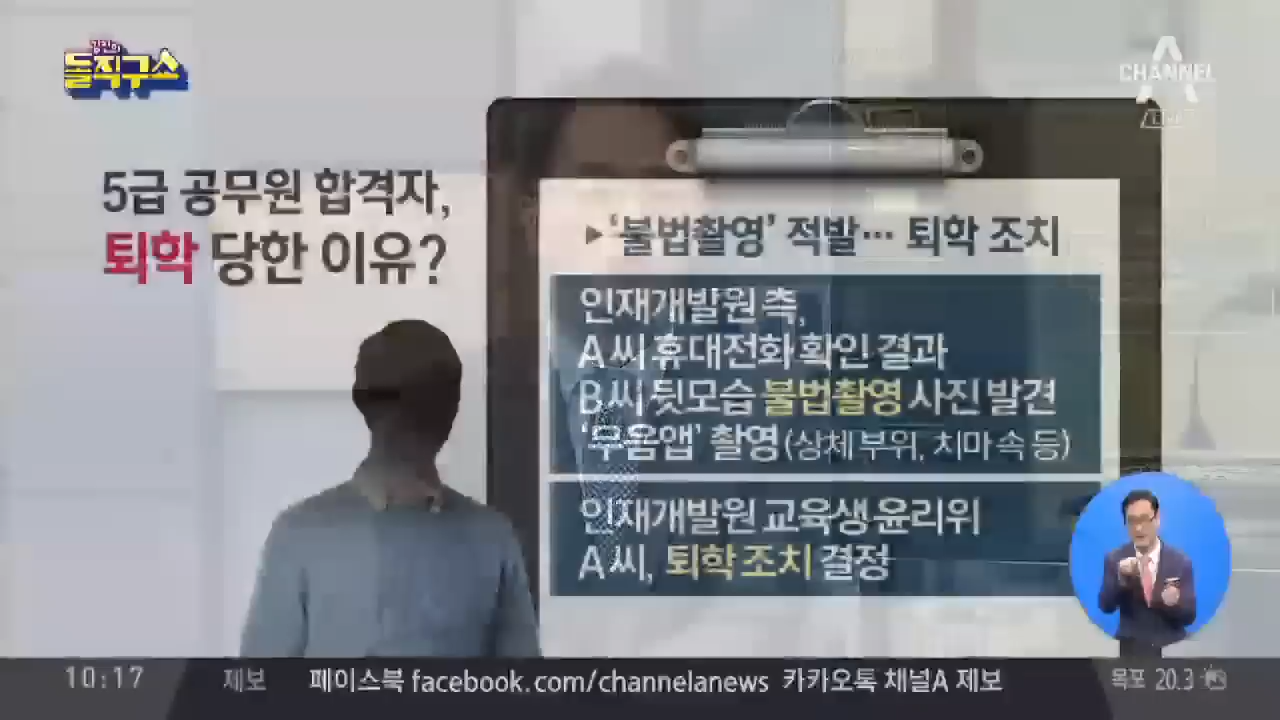 김진의
돌직구쇼
CHANNEL A
LIVE
5급 공무원 합격자,
퇴학 당한 이유?
▶‘불법촬영’ 적발… 퇴학 조치
인재개발원 측,
A 씨 휴대전화 확인 결과
B 씨 뒷모습 불법촬영 사진 발견
‘무음앱’ 촬영 (상체 부위, 치마 속 등)
인재개발원 교육생 윤리위
A 씨, 퇴학 조치 결정
10:17 제보 페이스북 facebook.com/channelanews 카카오톡 채널A 제보 목포 20.3